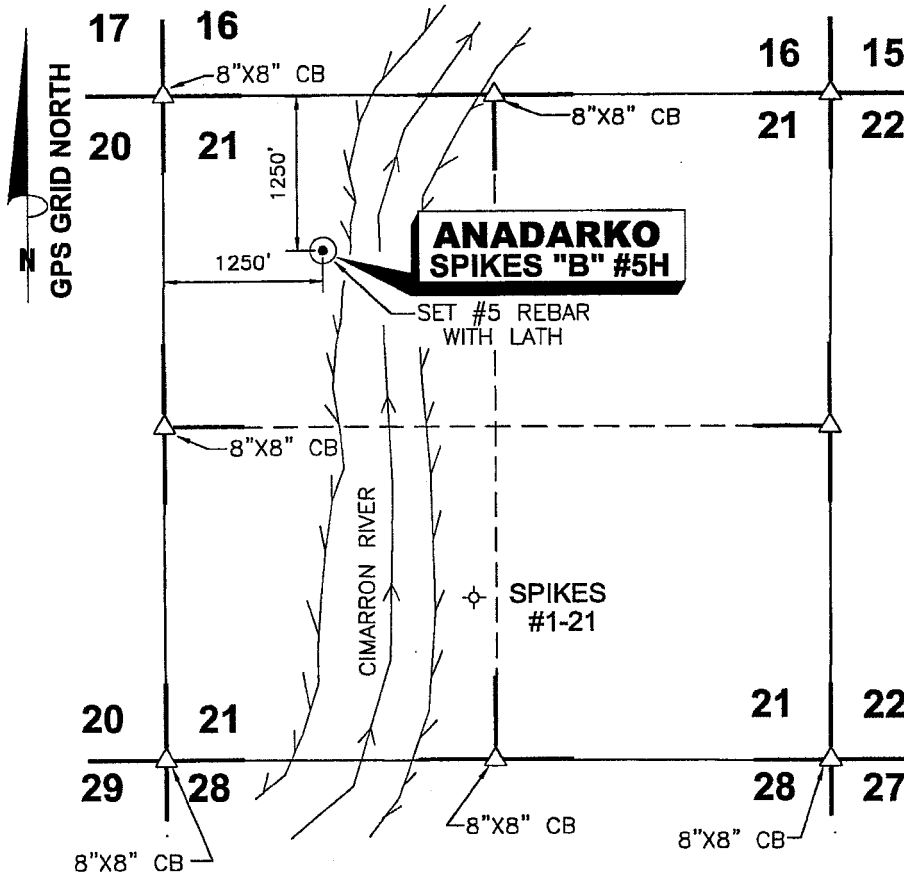 17 16
16 15
8"X8" CB
8"X8" CB
20 21
21 22
GPS GRID NORTH
N
1250'
1250'
ANADARKO
SPIKES "B" #5H
SET #5 REBAR
WITH LATH
8"X8" CB
CIMARRON RIVER
SPIKES
#1-21
20 21
21 22
29 28
28 27
8"X8" CB
8"X8" CB
8"X8" CB